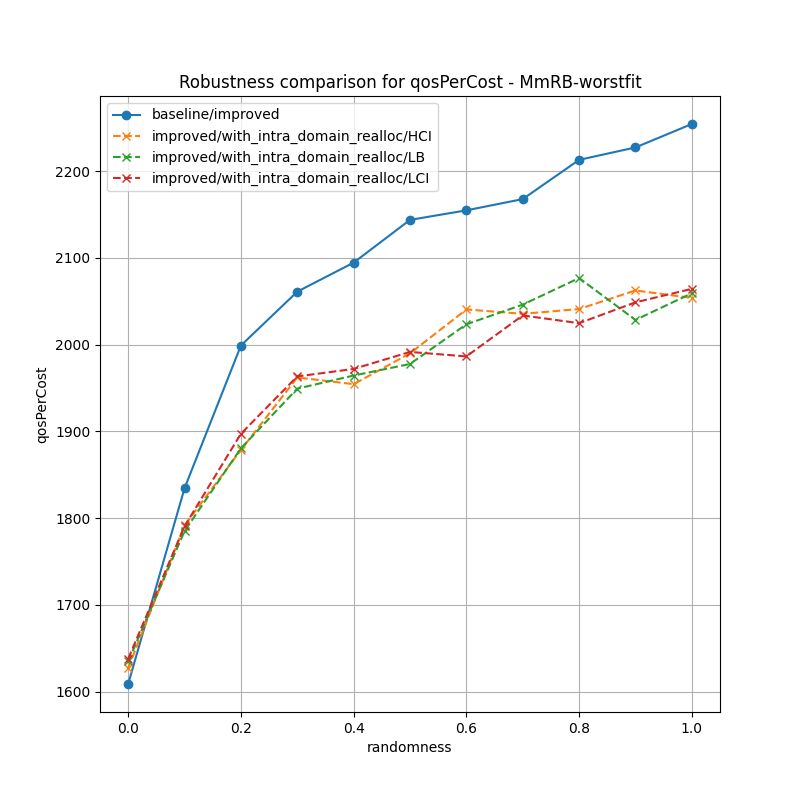 Robustness comparison for qosPerCost - MmRB-worstfit
baseline/improved
improved/with_intra_domain_realloc/HCI
improved/with_intra_domain_realloc/LB
improved/with_intra_domain_realloc/LCI
2200
2100
2000
1900
1800
1700
1600
qosPerCost
0.0 0.2 0.4 0.6 0.8 1.0
randomness